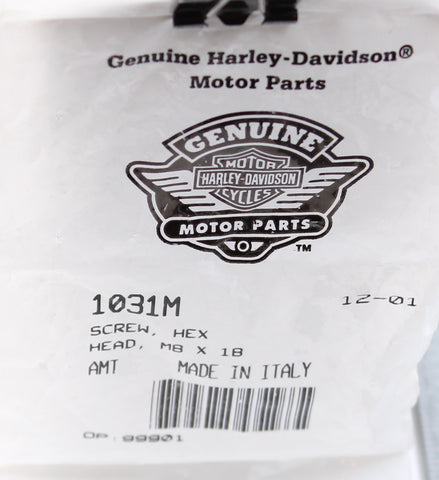 Genuine Harley-Davidson®
Motor Parts
GENUINE
MOTOR
HARLEY-DAVIDSON
CYCLES
MOTOR PARTS
TM
1031M 12-01
SCREW, HEX
HEAD, M8 X 18
AMT MADE IN ITALY
OP: 99901